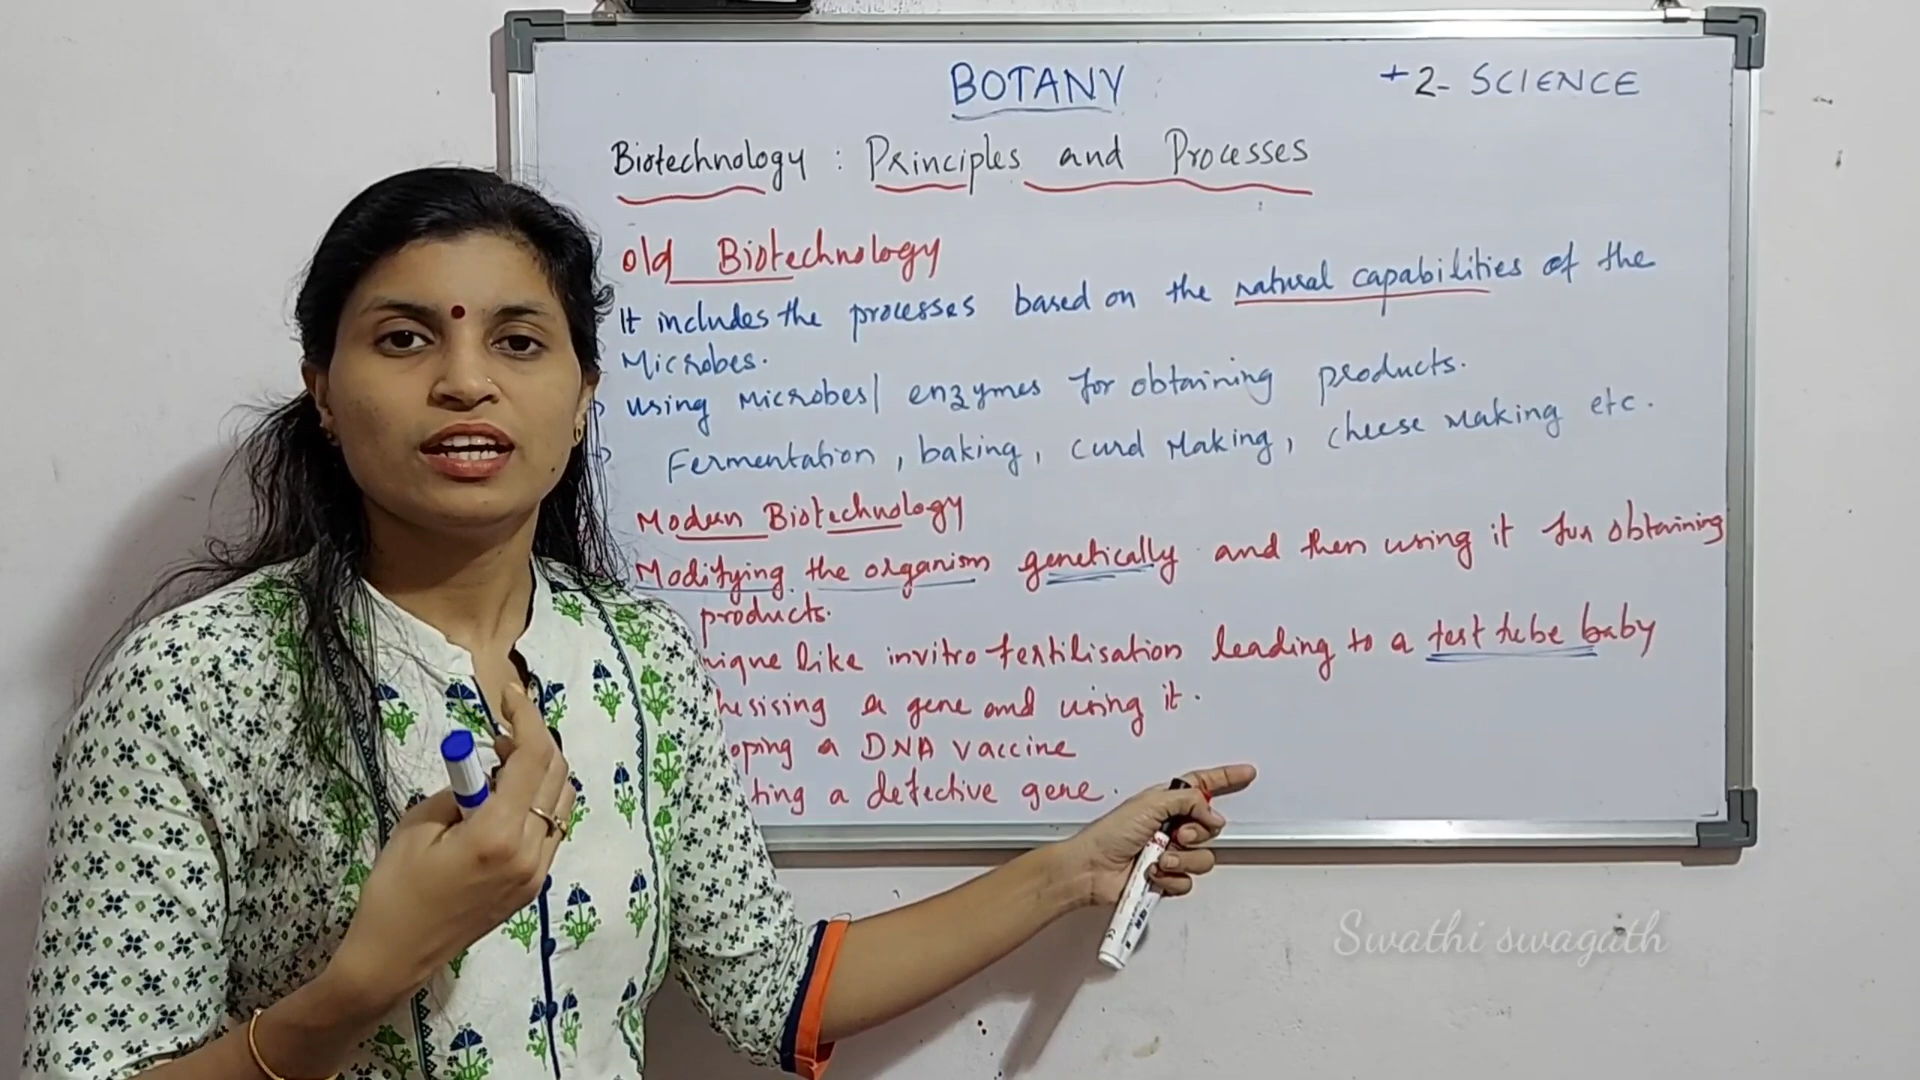 BOTANY
+2- SCIENCE
Biotechnology : Principles and Processes
old Biotechnology
It includes the processes based on the natural capabilities of the
Microbes.
using Microbes/ enzymes for obtaining products.
Fermentation, baking, curd Making, cheese Making etc.
Modern Biotechnology
Modifying the organism genetically and then using it for obtaining
products.
nique like invitro fertilisation leading to a test tube baby
hesising a gene and using it.
oping a DNA vaccine
ting a defective gene.
Swathi swagath